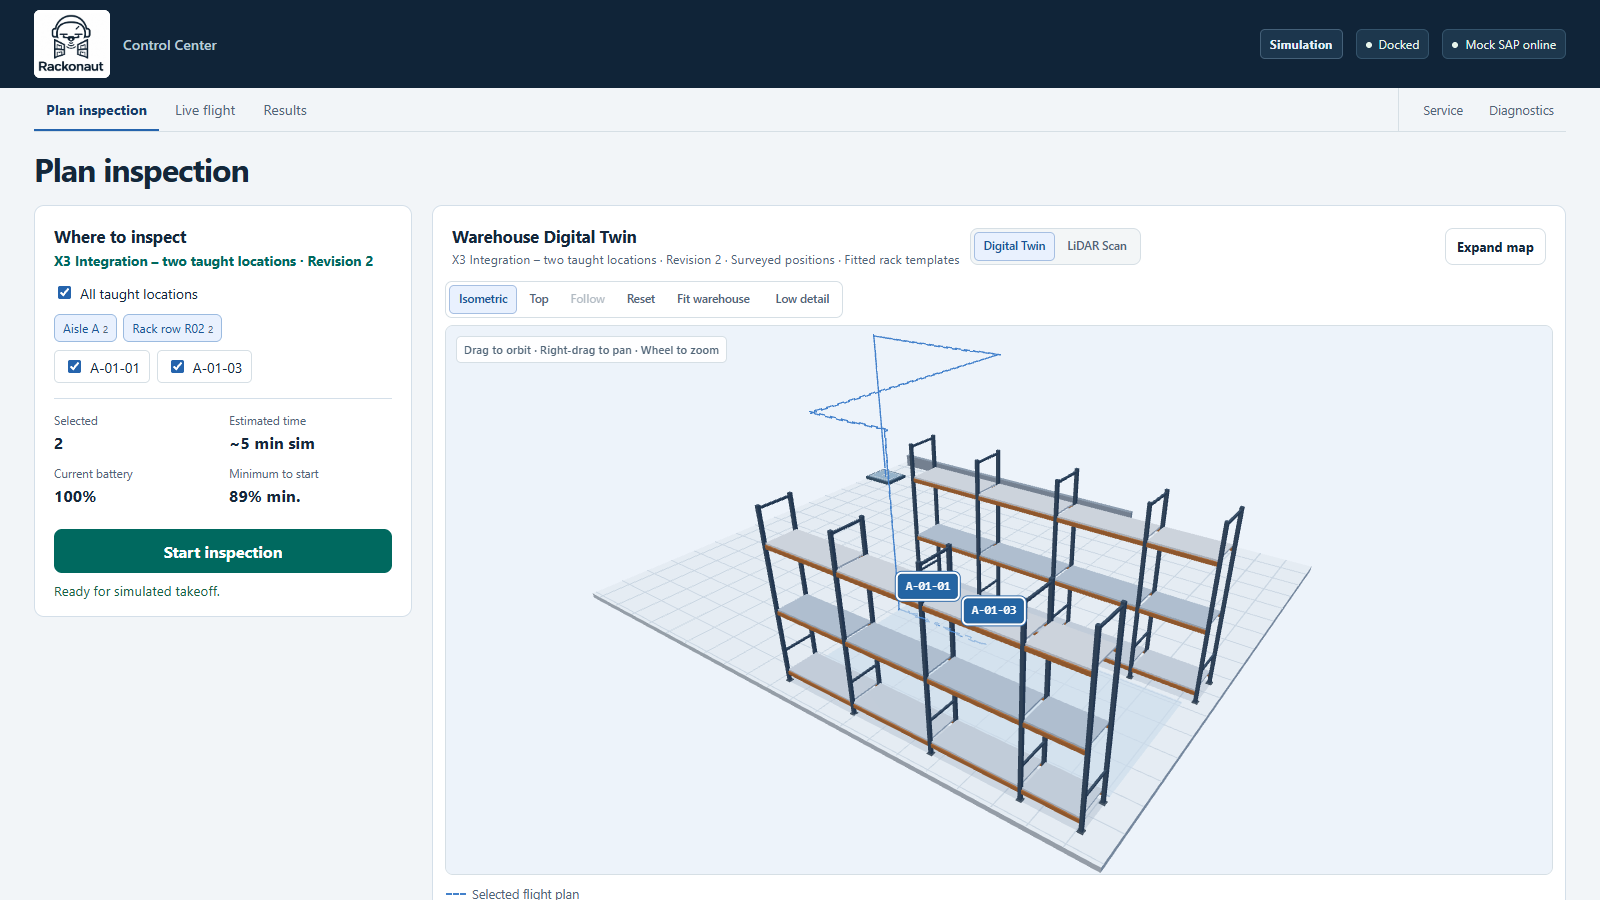 Rackonaut
Control Center
Simulation
Docked
Mock SAP online
Plan inspection
Live flight
Results
Service
Diagnostics
Plan inspection
Where to inspect
X3 Integration – two taught locations · Revision 2
All taught locations
Aisle A 2
Rack row R02 2
A-01-01
A-01-03
Selected
2
Estimated time
~5 min sim
Current battery
100%
Minimum to start
89% min.
Start inspection
Ready for simulated takeoff.
Warehouse Digital Twin
X3 Integration – two taught locations · Revision 2 · Surveyed positions · Fitted rack templates
Digital Twin
LiDAR Scan
Expand map
Isometric
Top
Follow
Reset
Fit warehouse
Low detail
Drag to orbit · Right-drag to pan · Wheel to zoom
A-01-01
A-01-03
Selected flight plan